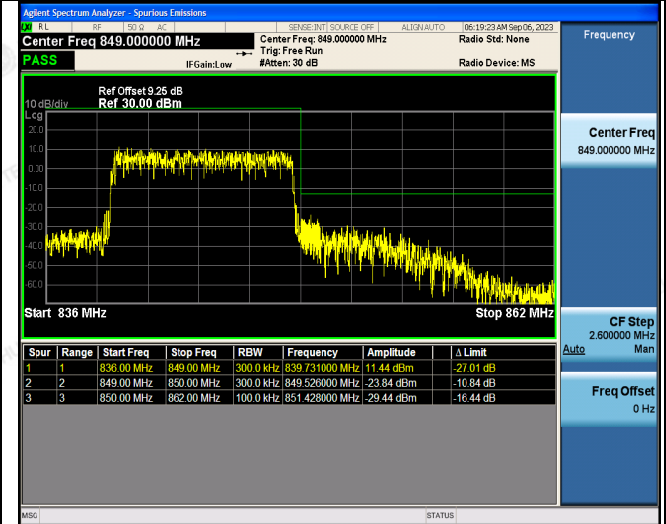 Agilent Spectrum Analyzer - Spurious Emissions
RL RF 50 Ω AC SENSE:INT SOURCE OFF ALIGN AUTO 06:19:23 AM Sep 06, 2023
Center Freq 849.000000 MHz Center Freq: 849.000000 MHz Radio Std: None
Trig: Free Run
PASS IFGain:Low #Atten: 30 dB Radio Device: MS
Frequency
Ref Offset 9.25 dB
10 dB/div Ref 30.00 dBm
Log
20.0
10.0
0.00
-10.0
-20.0
-30.0
-40.0
-50.0
-60.0
Start 836 MHz Stop 862 MHz
Spur Range Start Freq Stop Freq RBW Frequency Amplitude Δ Limit
1 1 836.00 MHz 849.00 MHz 300.0 kHz 839.731000 MHz 11.44 dBm -27.01 dB
2 2 849.00 MHz 850.00 MHz 300.0 kHz 849.526000 MHz -23.84 dBm -10.84 dB
3 3 850.00 MHz 862.00 MHz 100.0 kHz 851.428000 MHz -29.44 dBm -16.44 dB
Center Freq
849.000000 MHz
CF Step
2.600000 MHz
Auto Man
Freq Offset
0 Hz
MSG STATUS